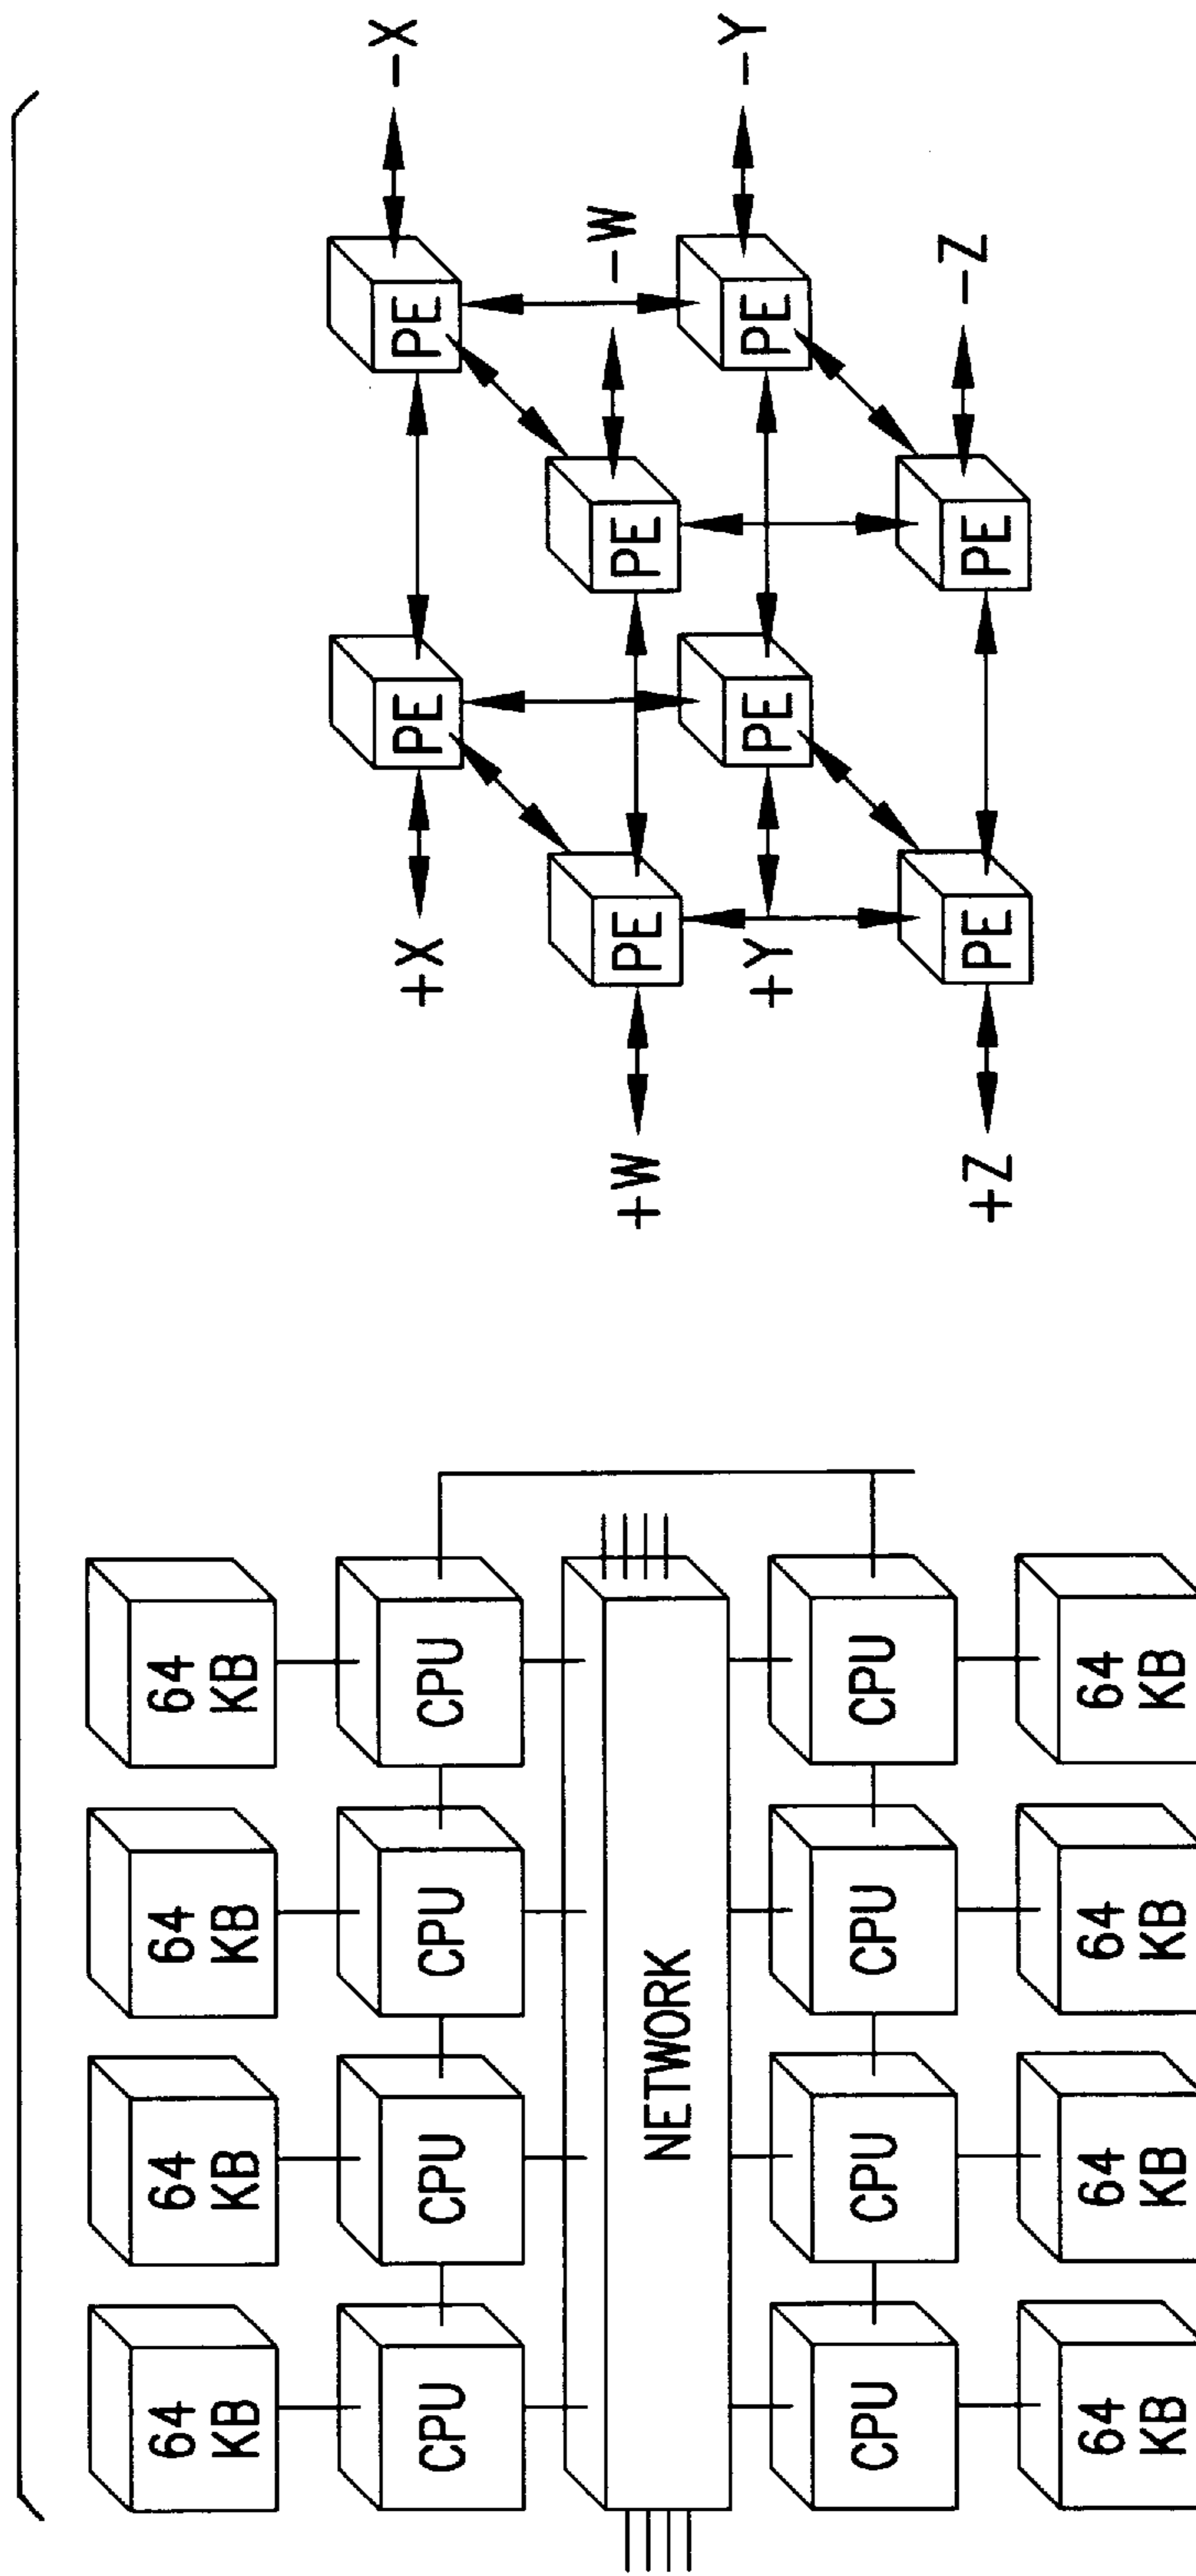 64 64 64 64
KB KB KB KB
CPU CPU CPU CPU
NETWORK
CPU CPU CPU CPU
64 64 64 64
KB KB KB KB
+X PE PE -X
+W PE PE -W
+Y PE PE -Y
+Z PE PE -Z